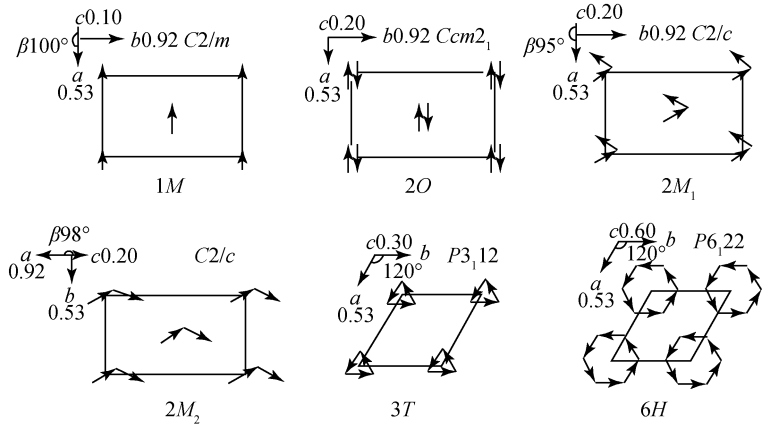 c0.10
β100° b0.92 C2/m
a
0.53
1M
c0.20
b0.92 Ccm2₁
a
0.53
2O
c0.20
β95° b0.92 C2/c
a
0.53
2M₁
β98°
a c0.20 C2/c
0.92
b
0.53
2M₂
c0.30 b P3₁12
120°
a
0.53
3T
c0.60 b P6₁22
120°
a
0.53
6H